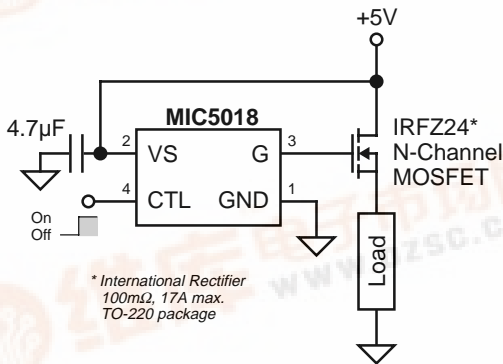 +5V
MIC5018
4.7µF
2
VS
G
3
IRFZ24*
N-Channel
MOSFET
4
CTL
GND
1
On
Off
Load
* International Rectifier
100mΩ, 17A max.
TO-220 package